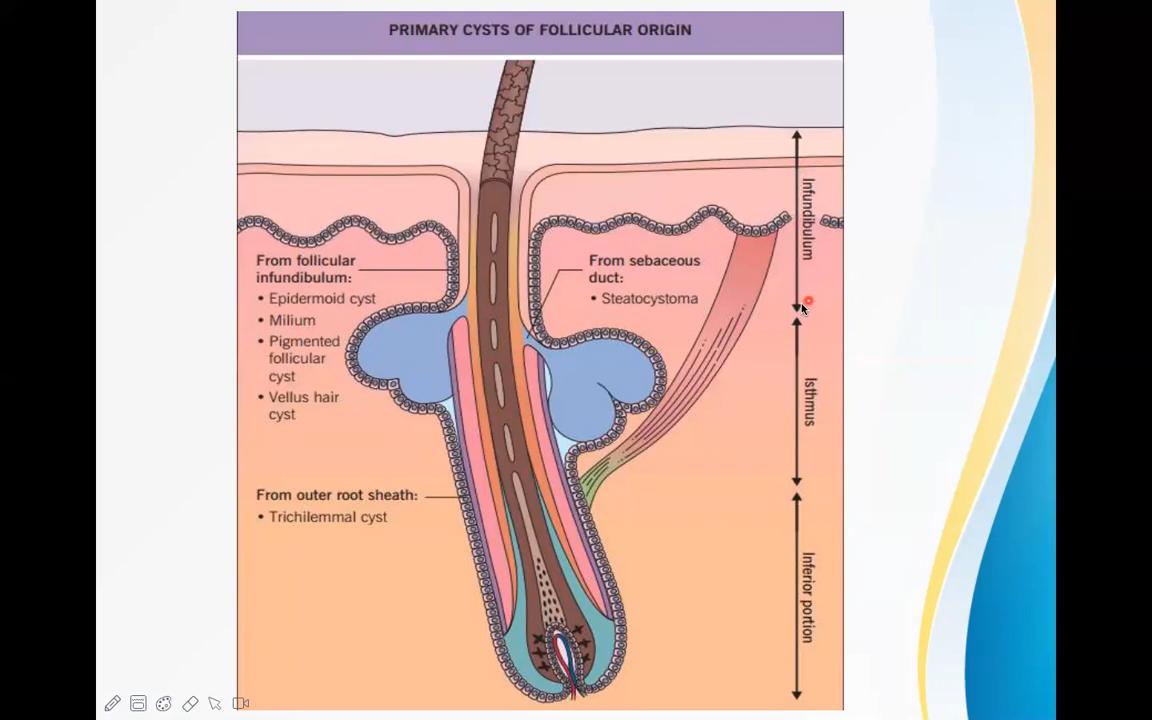 PRIMARY CYSTS OF FOLLICULAR ORIGIN
From follicular
infundibulum:
• Epidermoid cyst
• Milium
• Pigmented
follicular
cyst
• Vellus hair
cyst
From sebaceous
duct:
• Steatocystoma
From outer root sheath:
• Trichilemmal cyst
Infundibulum
Isthmus
Inferior portion